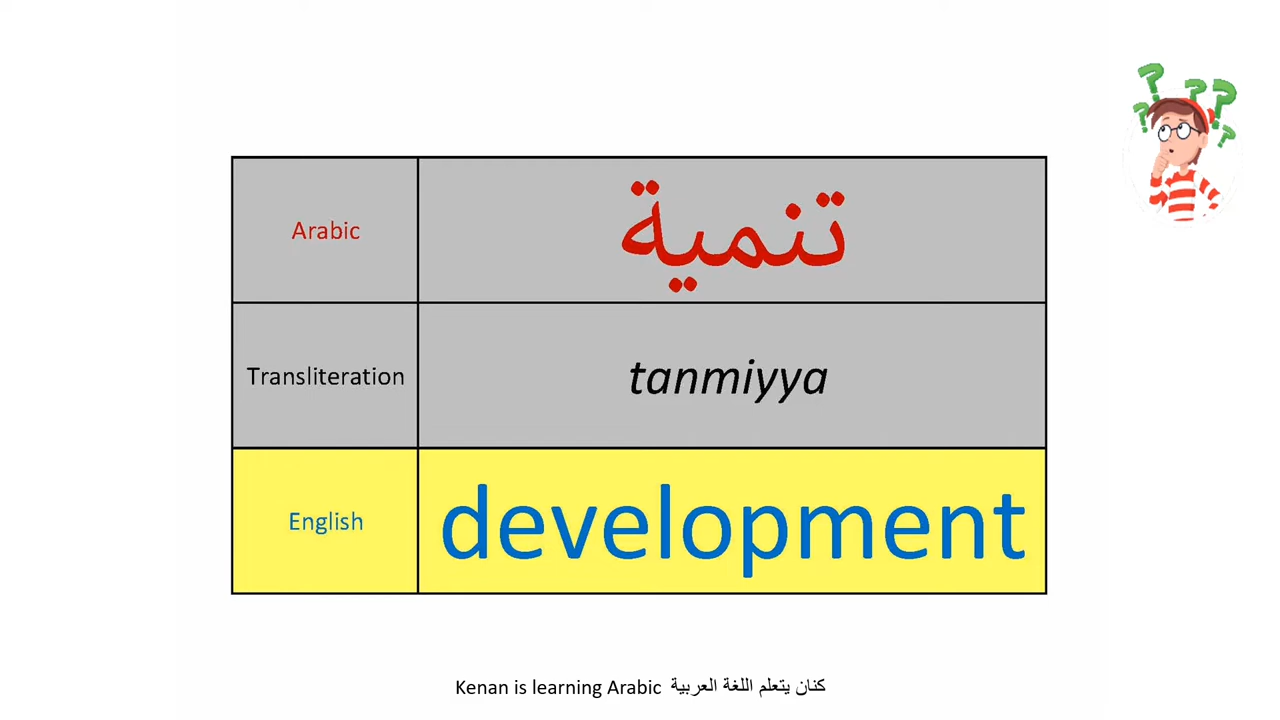 Arabic تنمية
Transliteration tanmiyya
English development
Kenan is learning Arabic كنان يتعلم اللغة العربية